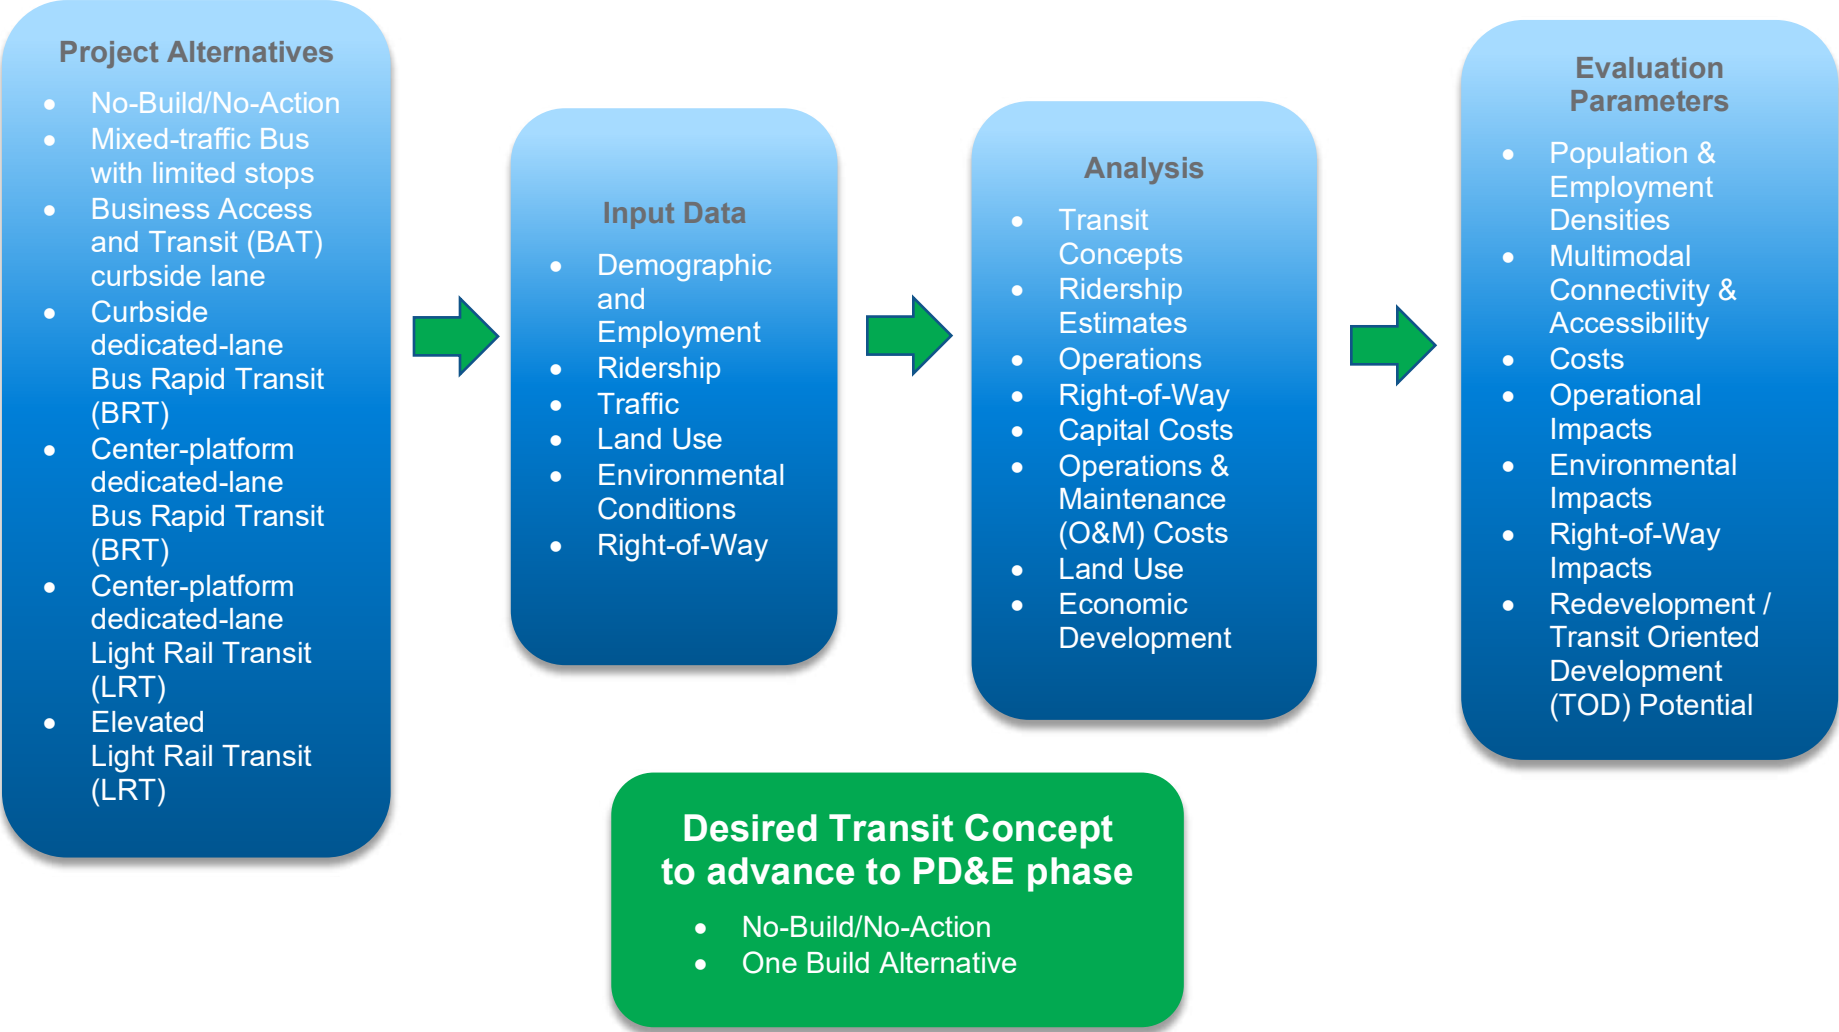 Project Alternatives
• No-Build/No-Action
• Mixed-traffic Bus
with limited stops
• Business Access
and Transit (BAT)
curbside lane
• Curbside
dedicated-lane
Bus Rapid Transit
(BRT)
• Center-platform
dedicated-lane
Bus Rapid Transit
(BRT)
• Center-platform
dedicated-lane
Light Rail Transit
(LRT)
• Elevated
Light Rail Transit
(LRT)
Input Data
• Demographic
and
Employment
• Ridership
• Traffic
• Land Use
• Environmental
Conditions
• Right-of-Way
Analysis
• Transit
Concepts
• Ridership
Estimates
• Operations
• Right-of-Way
• Capital Costs
• Operations &
Maintenance
(O&M) Costs
• Land Use
• Economic
Development
Evaluation
Parameters
• Population &
Employment
Densities
• Multimodal
Connectivity &
Accessibility
• Costs
• Operational
Impacts
• Environmental
Impacts
• Right-of-Way
Impacts
• Redevelopment /
Transit Oriented
Development
(TOD) Potential
Desired Transit Concept
to advance to PD&E phase
• No-Build/No-Action
• One Build Alternative